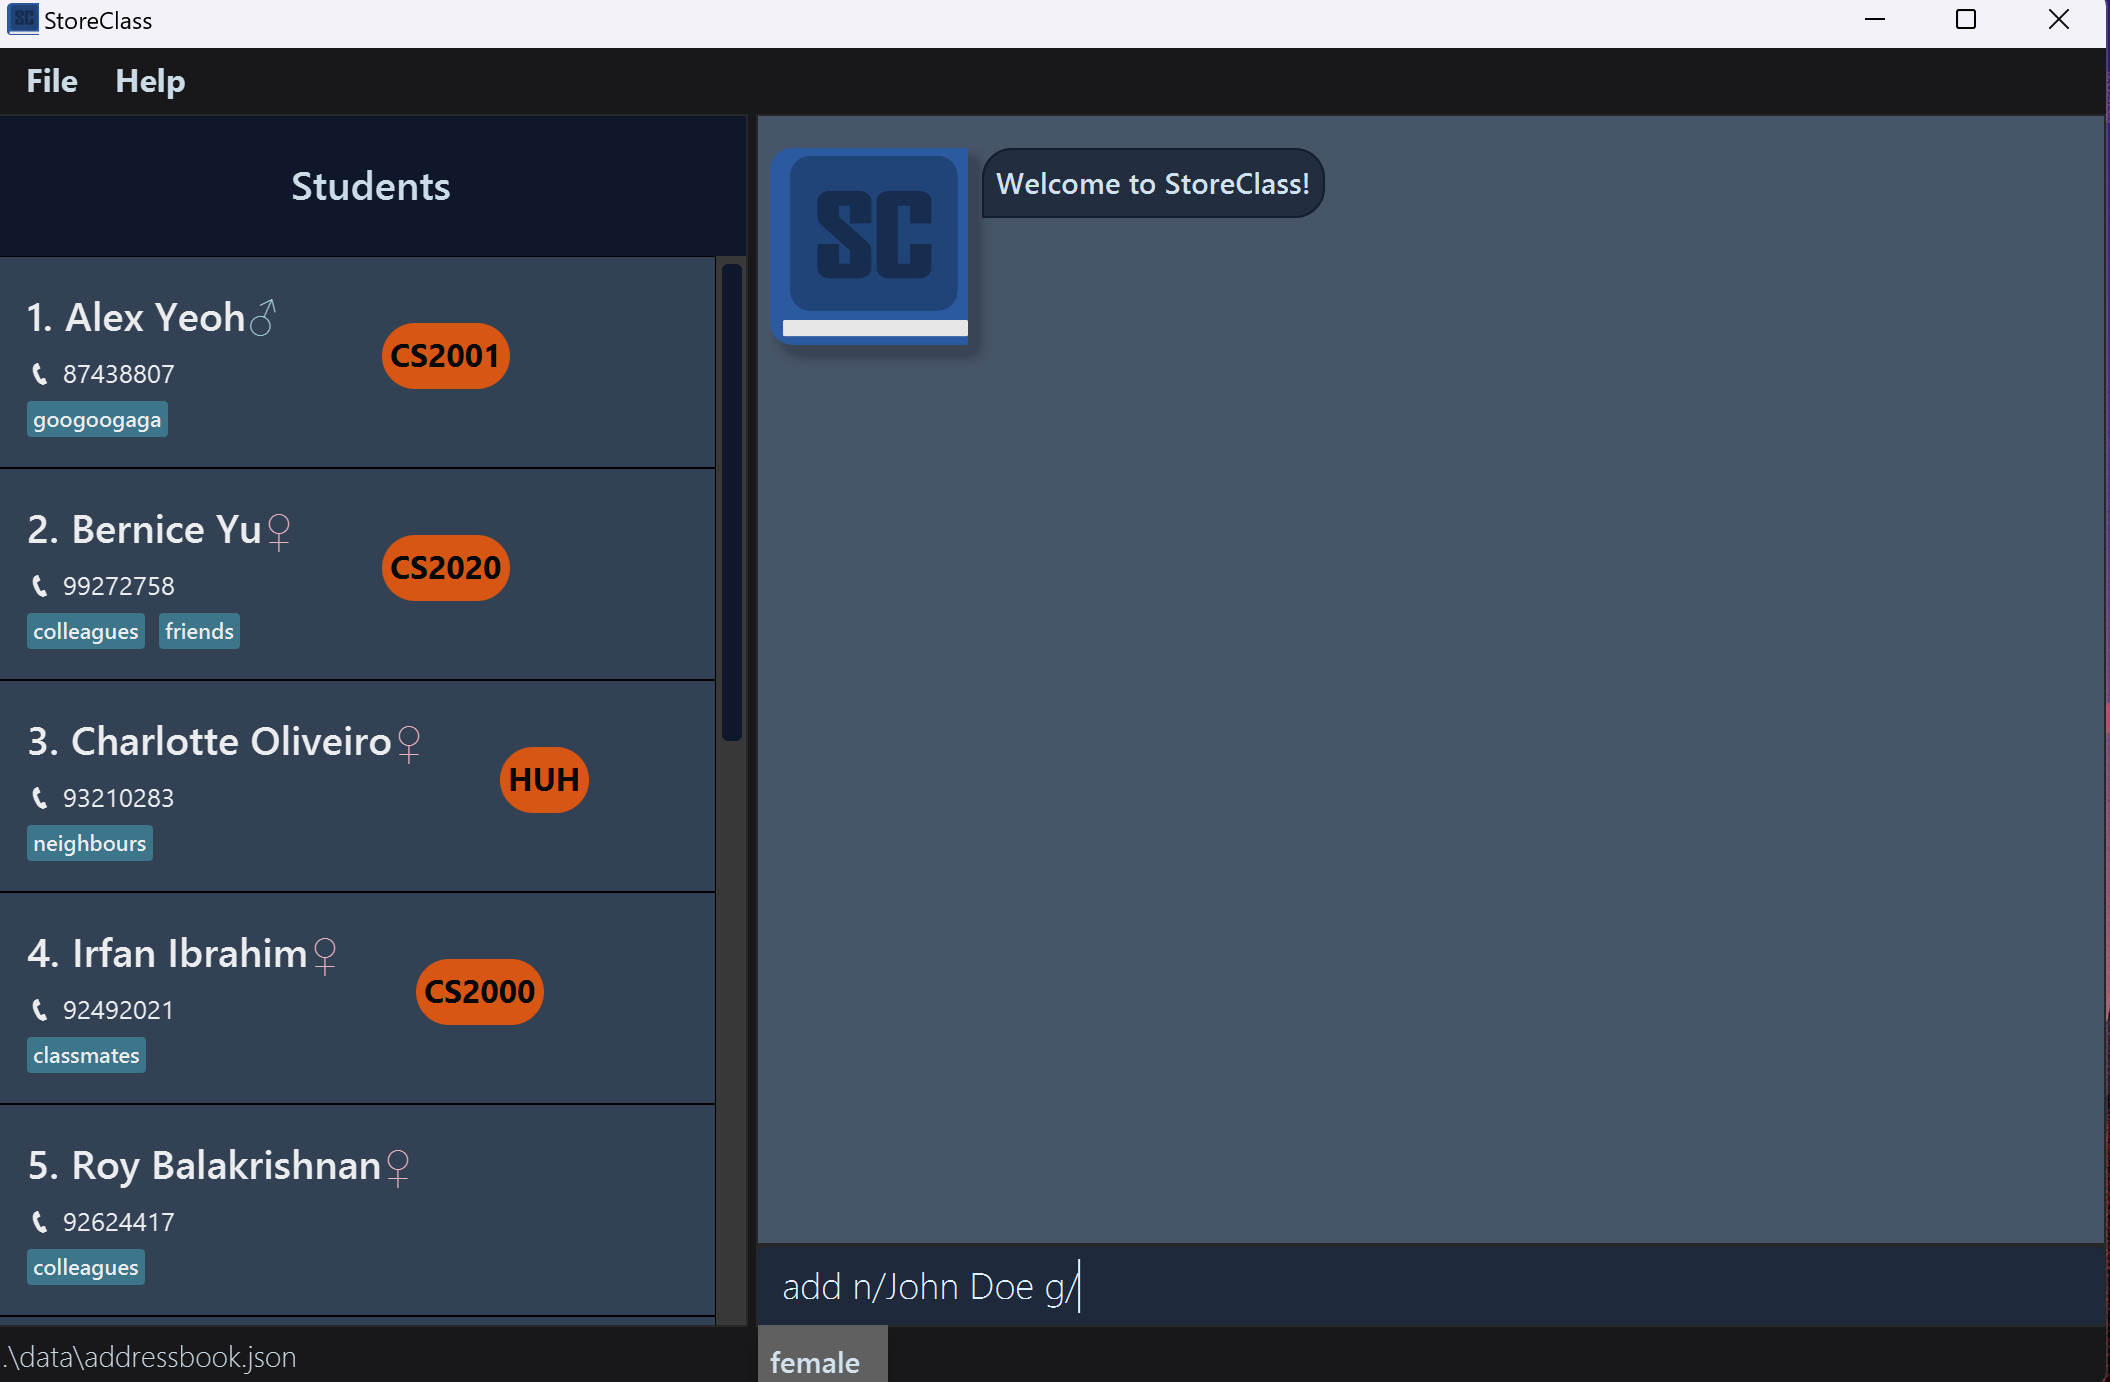 SC StoreClass
File Help
Students
1. Alex Yeoh♂
87438807
googoogaga
CS2001
2. Bernice Yu♀
99272758
colleagues friends
CS2020
3. Charlotte Oliveiro♀
93210283
neighbours
HUH
4. Irfan Ibrahim♀
92492021
classmates
CS2000
5. Roy Balakrishnan♀
92624417
colleagues
SC
Welcome to StoreClass!
add n/John Doe g/
female
.\data\addressbook.json